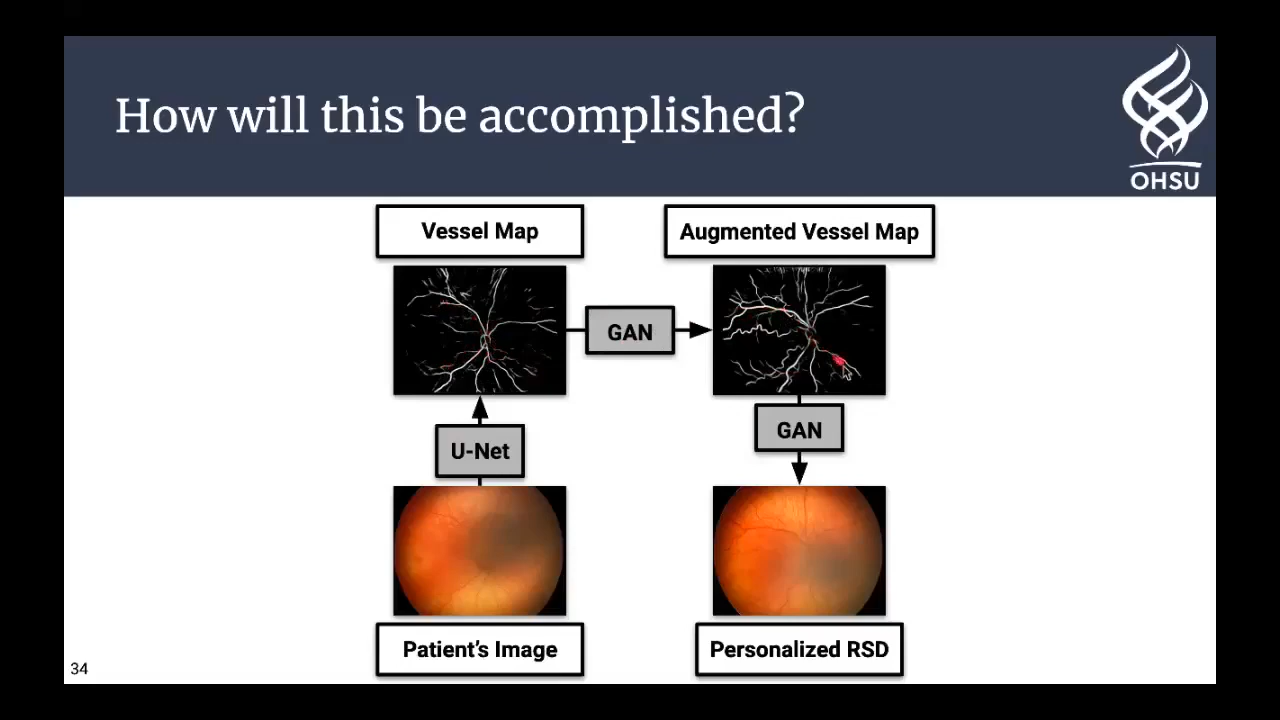 How will this be accomplished?
OHSU
Vessel Map
Augmented Vessel Map
GAN
GAN
U-Net
Patient's Image
Personalized RSD
34